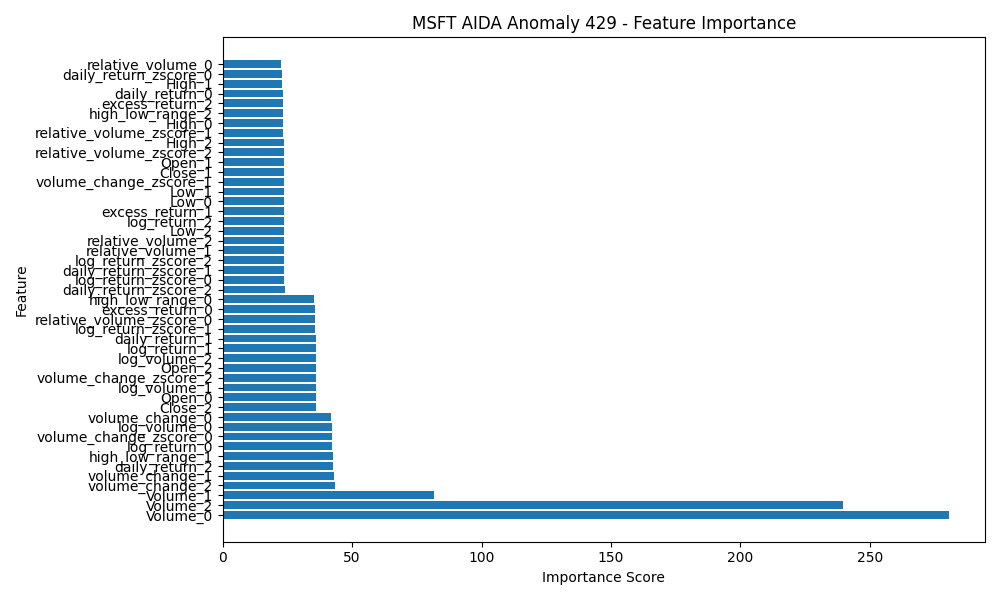 MSFT AIDA Anomaly 429 - Feature Importance
relative_volume_0
daily_return_zscore_0
High_1
daily_return_0
excess_return_2
high_low_range_2
High_0
relative_volume_zscore_1
High_2
relative_volume_zscore_2
Open_1
Close_1
volume_change_zscore_1
Low_1
Low_0
excess_return_1
log_return_2
Low_2
relative_volume_2
relative_volume_1
log_return_zscore_2
daily_return_zscore_1
log_return_zscore_0
daily_return_zscore_2
high_low_range_0
excess_return_0
relative_volume_zscore_0
log_return_zscore_1
daily_return_1
log_return_1
log_volume_2
Open_2
volume_change_zscore_2
log_volume_1
Open_0
Close_2
volume_change_0
log_volume_0
volume_change_zscore_0
log_return_0
high_low_range_1
daily_return_2
volume_change_1
volume_change_2
Volume_1
Volume_2
Volume_0
Feature
0 50 100 150 200 250
Importance Score